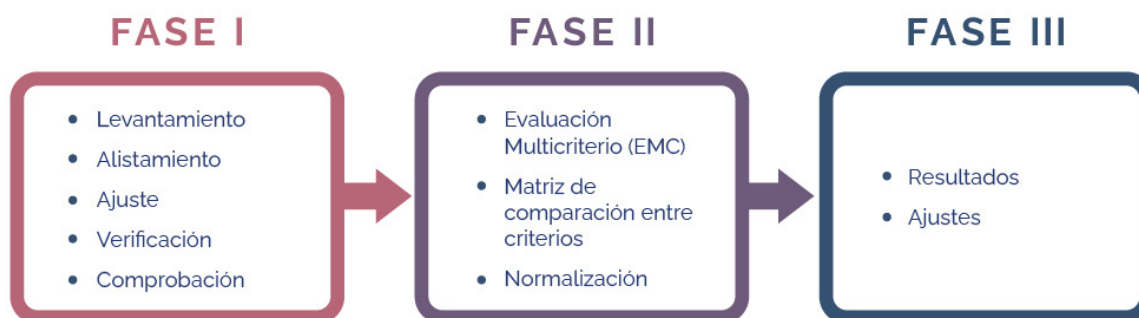 FASE I
• Levantamiento
• Alistamiento
• Ajuste
• Verificación
• Comprobación
FASE II
• Evaluación
Multicriterio (EMC)
• Matriz de
comparación entre
criterios
• Normalización
FASE III
• Resultados
• Ajustes